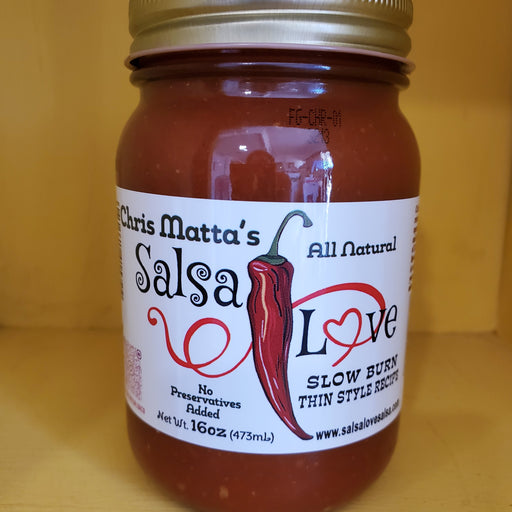 FG-CHR-01
Chris Matta's
Salsa
All Natural
Love
SLOW BURN
THIN STYLE RECIPE
No
Preservatives
Added
Net Wt. 16oz (473mL)
www.salsalovesalsa.com